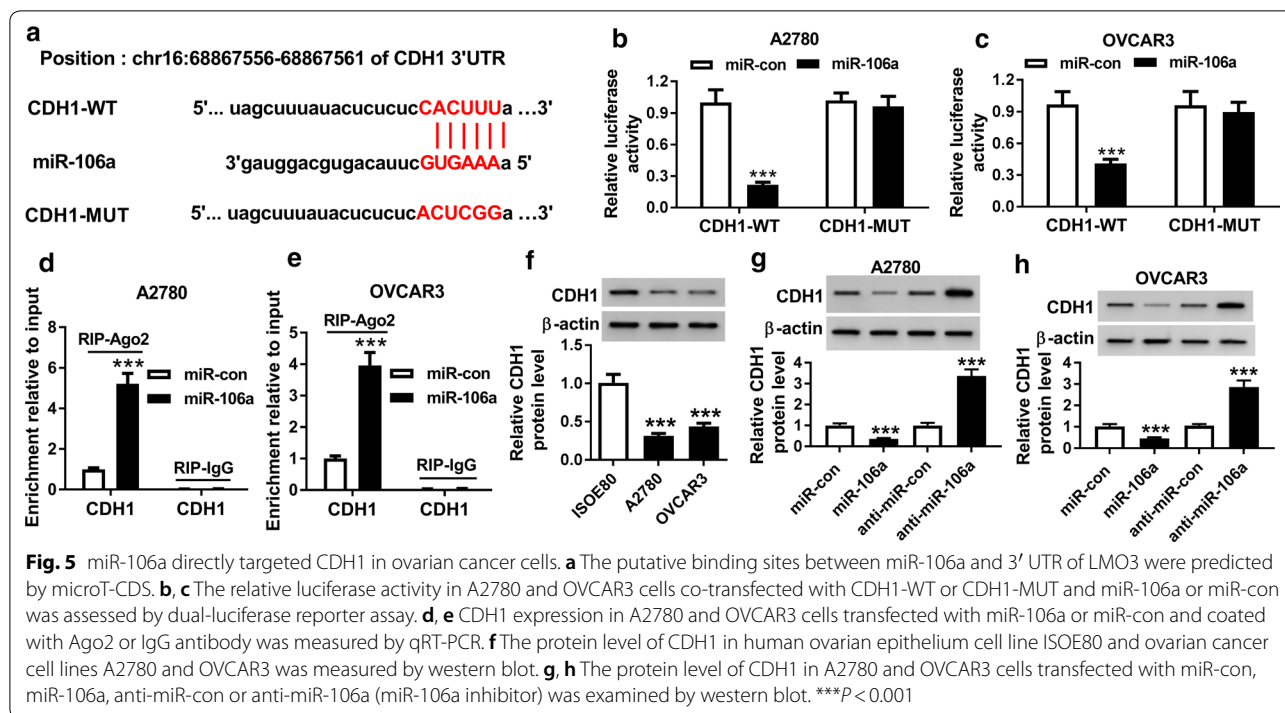 a
Position : chr16:68867556-68867561 of CDH1 3'UTR
CDH1-WT 5'... uagcuuuauacucucucCACUUUa ...3'
miR-106a 3'gauggacgugacauucGUGAAAa 5'
CDH1-MUT 5'... uagcuuuauacucucucACUCGGa ...3'
b
A2780
miR-con miR-106a
Relative luciferase activity
1.2
0.9
0.6
0.3
0.0
***
CDH1-WT CDH1-MUT
c
OVCAR3
miR-con miR-106a
Relative luciferase activity
1.2
0.9
0.6
0.3
0.0
***
CDH1-WT CDH1-MUT
d
A2780
Enrichment relative to input
8
6
4
2
0
RIP-Ago2
***
miR-con
miR-106a
RIP-IgG
CDH1 CDH1
e
OVCAR3
Enrichment relative to input
5
4
3
2
1
0
RIP-Ago2
***
miR-con
miR-106a
RIP-IgG
CDH1 CDH1
f
CDH1
β-actin
Relative CDH1 protein level
1.5
1.0
0.5
0.0
*** ***
ISOE80 A2780 OVCAR3
g
A2780
CDH1
β-actin
Relative CDH1 protein level
4
3
2
1
0
*** ***
miR-con miR-106a anti-miR-con anti-miR-106a
h
OVCAR3
CDH1
β-actin
Relative CDH1 protein level
4
3
2
1
0
*** ***
miR-con miR-106a anti-miR-con anti-miR-106a
Fig. 5 miR-106a directly targeted CDH1 in ovarian cancer cells. a The putative binding sites between miR-106a and 3′ UTR of LMO3 were predicted
by microT-CDS. b, c The relative luciferase activity in A2780 and OVCAR3 cells co-transfected with CDH1-WT or CDH1-MUT and miR-106a or miR-con
was assessed by dual-luciferase reporter assay. d, e CDH1 expression in A2780 and OVCAR3 cells transfected with miR-106a or miR-con and coated
with Ago2 or IgG antibody was measured by qRT-PCR. f The protein level of CDH1 in human ovarian epithelium cell line ISOE80 and ovarian cancer
cell lines A2780 and OVCAR3 was measured by western blot. g, h The protein level of CDH1 in A2780 and OVCAR3 cells transfected with miR-con,
miR-106a, anti-miR-con or anti-miR-106a (miR-106a inhibitor) was examined by western blot. ***P < 0.001